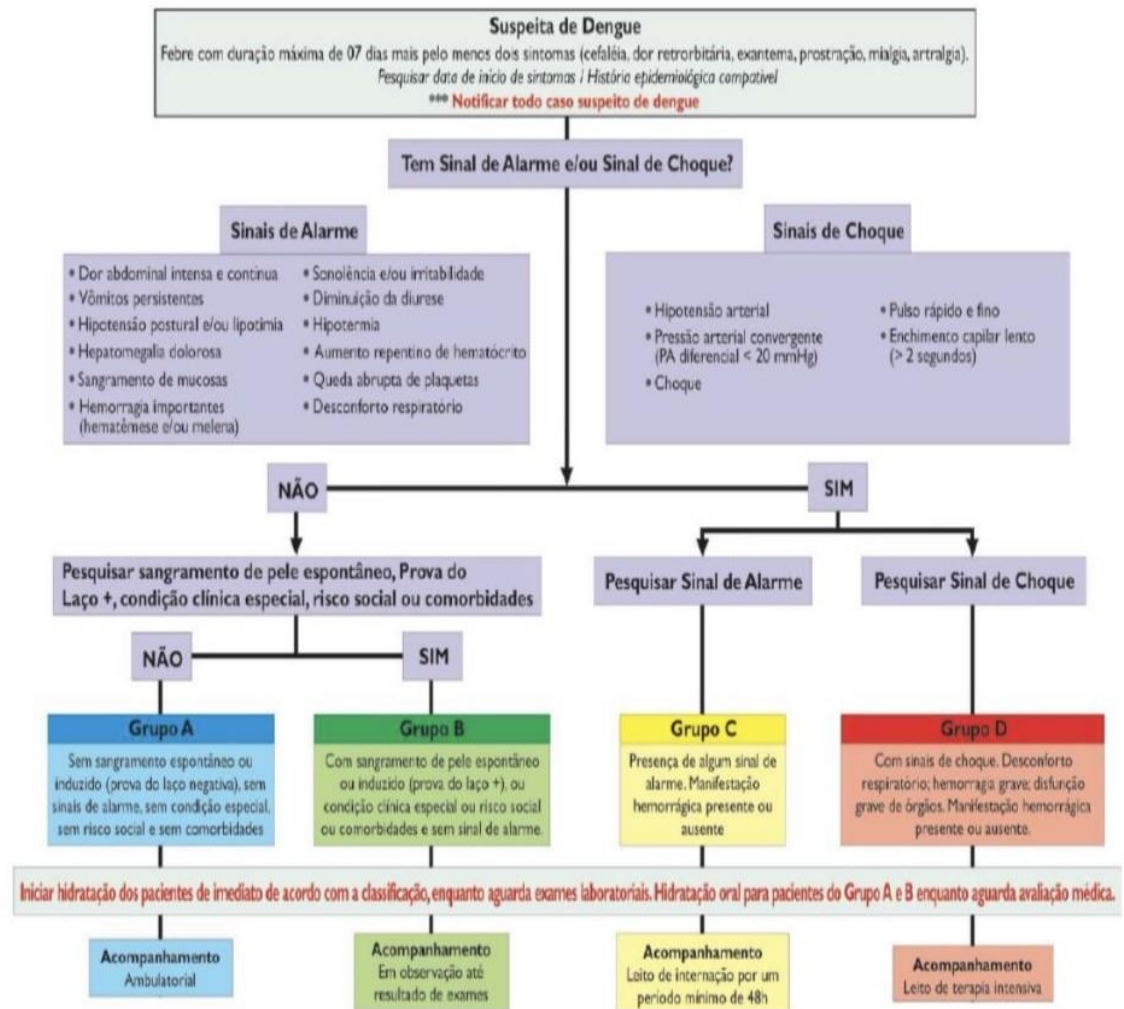 Suspeita de Dengue
Febre com duração máxima de 07 dias mais pelo menos dois sintomas (cefaléia, dor retrorbitária, exantema, prostração, mialgia, artralgia).
Pesquisar data de início de sintomas / História epidemiológica compatível
*** Notificar todo caso suspeito de dengue
Tem Sinal de Alarme e/ou Sinal de Choque?
Sinais de Alarme
• Dor abdominal intensa e contínua
• Vômitos persistentes
• Hipotensão postural e/ou lipotímia
• Hepatomegalia dolorosa
• Sangramento de mucosas
• Hemorragia importantes
(hematêmese e/ou melena)
• Sonolência e/ou irritabilidade
• Diminuição da diurese
• Hipotermia
• Aumento repentino de hematócrito
• Queda abrupta de plaquetas
• Desconforto respiratório
Sinais de Choque
• Hipotensão arterial
• Pressão arterial convergente
(PA diferencial < 20 mmHg)
• Choque
• Pulso rápido e fino
• Enchimento capilar lento
(> 2 segundos)
NÃO
SIM
Pesquisar sangramento de pele espontâneo, Prova do
Laço +, condição clínica especial, risco social ou comorbidades
Pesquisar Sinal de Alarme
Pesquisar Sinal de Choque
NÃO
SIM
Grupo A
Sem sangramento espontâneo ou
induzido (prova do laço negativa), sem
sinais de alarme, sem condição especial,
sem risco social e sem comorbidades
Grupo B
Com sangramento de pele espontâneo
ou induzido (prova do laço +), ou
condição clínica especial ou risco social
ou comorbidades e sem sinal de alarme.
Grupo C
Presença de algum sinal de
alarme. Manifestação
hemorrágica presente ou
ausente
Grupo D
Com sinais de choque. Desconforto
respiratório; hemorragia grave; disfunção
grave de órgãos. Manifestação hemorrágica
presente ou ausente.
Iniciar hidratação dos pacientes de imediato de acordo com a classificação, enquanto aguarda exames laboratoriais. Hidratação oral para pacientes do Grupo A e B enquanto aguarda avaliação médica.
Acompanhamento
Ambulatorial
Acompanhamento
Em observação até
resultado de exames
Acompanhamento
Leito de internação por um
período mínimo de 48h
Acompanhamento
Leito de terapia intensiva